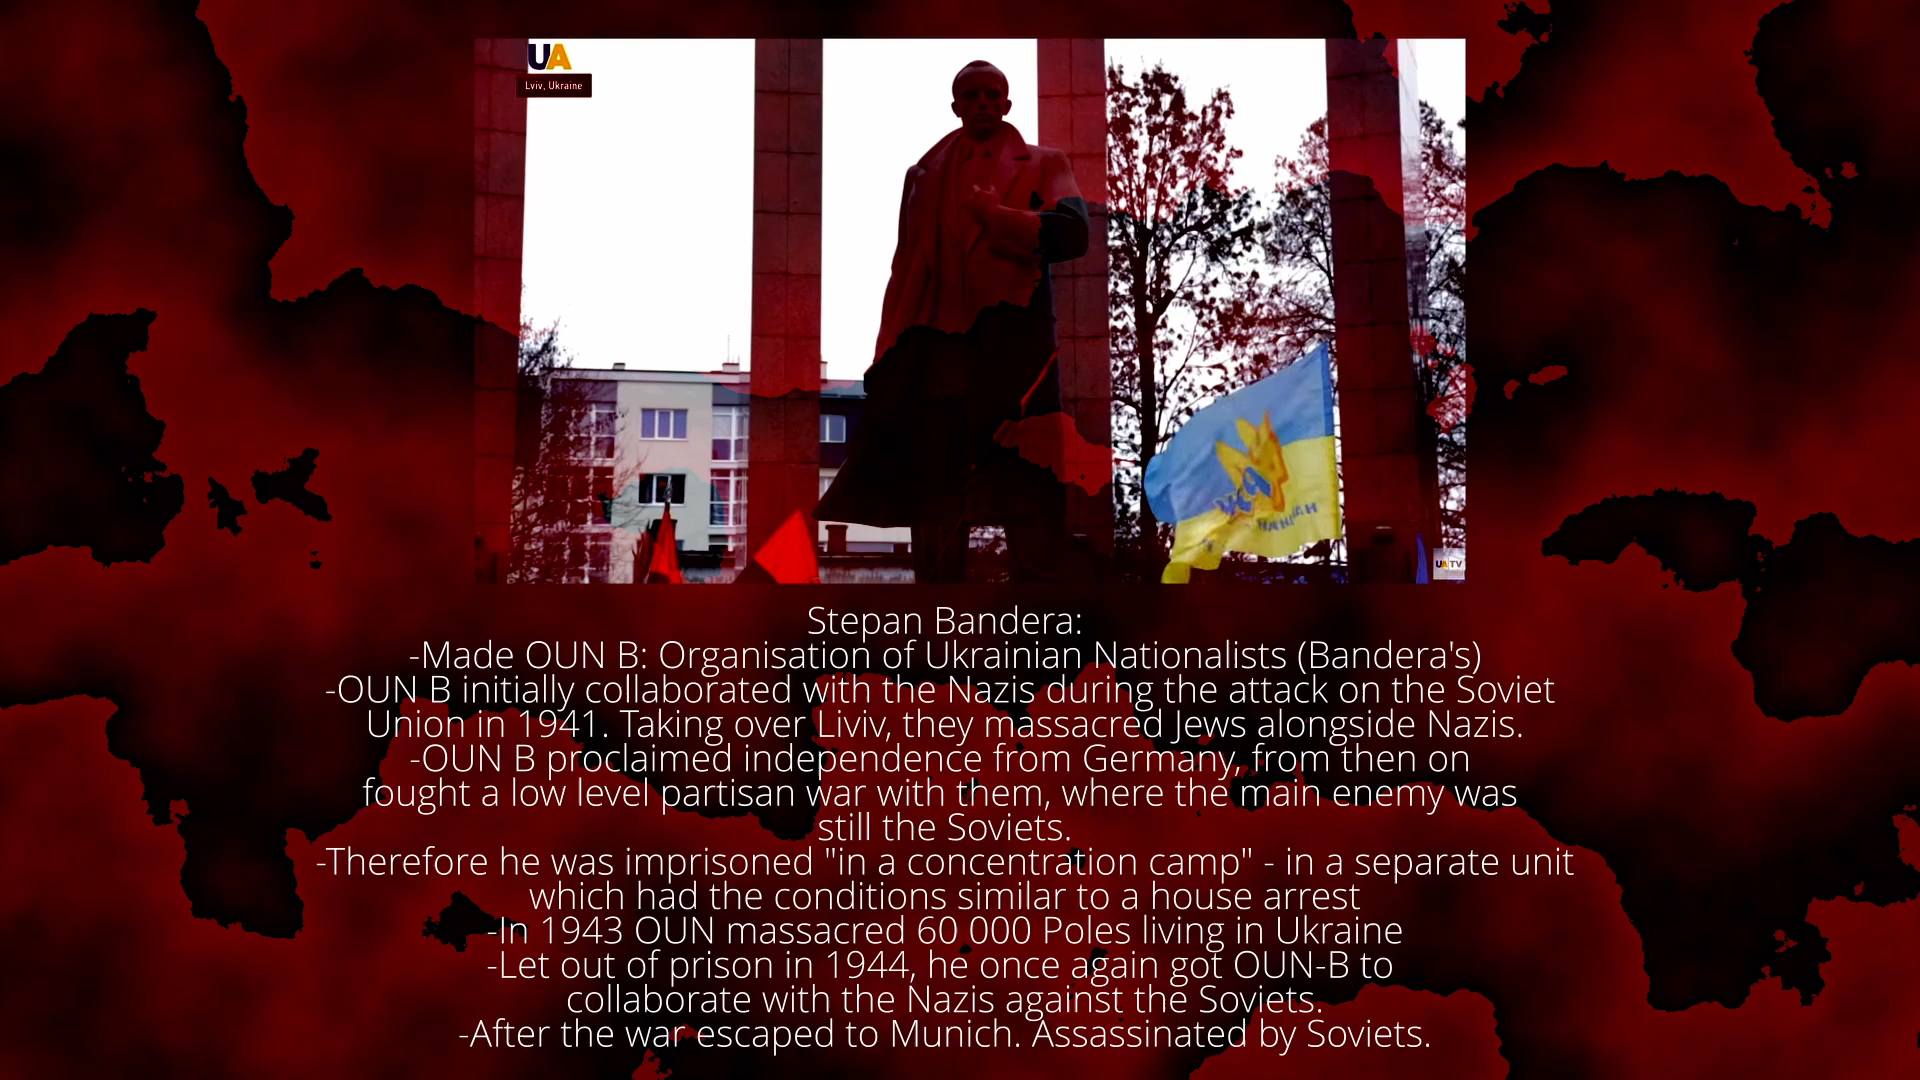 UA
Lviv, Ukraine
UA TV
Stepan Bandera:
-Made OUN B: Organisation of Ukrainian Nationalists (Bandera's)
-OUN B initially collaborated with the Nazis during the attack on the Soviet
Union in 1941. Taking over Liviv, they massacred Jews alongside Nazis.
-OUN B proclaimed independence from Germany, from then on
fought a low level partisan war with them, where the main enemy was
still the Soviets.
-Therefore he was imprisoned "in a concentration camp" - in a separate unit
which had the conditions similar to a house arrest
-In 1943 OUN massacred 60 000 Poles living in Ukraine
-Let out of prison in 1944, he once again got OUN-B to
collaborate with the Nazis against the Soviets.
-After the war escaped to Munich. Assassinated by Soviets.